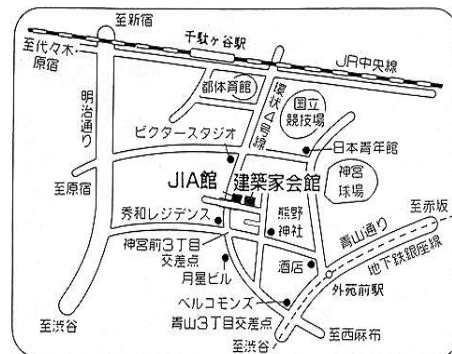 至新宿
千駄ヶ谷駅
至代々木・
原宿
JR中央線
都体育館
国立
競技場
環状4号線
明治通り
ビクタースタジオ
日本青年館
神宮
球場
至原宿
JIA館 建築家会館
秀和レジデンス
熊野
神社
至赤坂
青山通り
神宮前3丁目
交差点
酒店
地下鉄銀座線
月星ビル
外苑前駅
ベルコモンズ
青山3丁目交差点
至渋谷
至西麻布
至渋谷